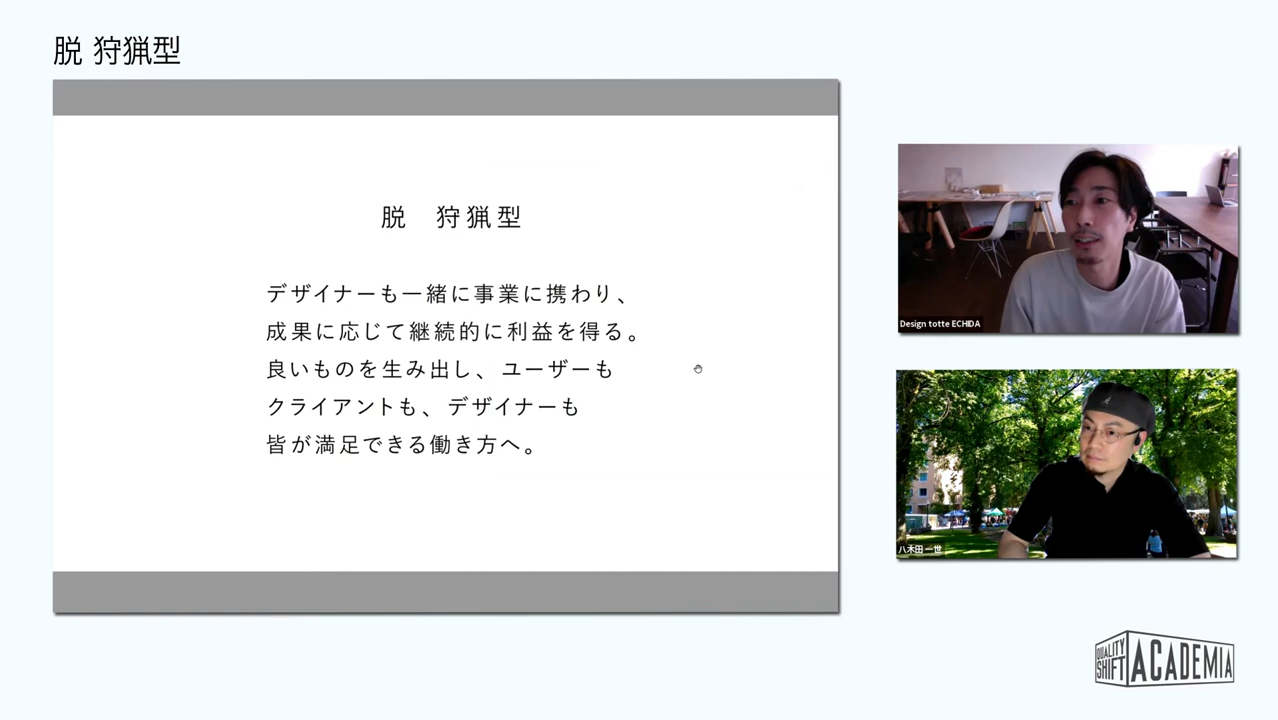 脱 狩猟型
脱 狩猟型
デザイナーも一緒に事業に携わり、
成果に応じて継続的に利益を得る。
良いものを生み出し、ユーザーも
クライアントも、デザイナーも
皆が満足できる働き方へ。
Design totte ECHIDA
八木田 一世
QUALITY
SHIFT
ACADEMIA